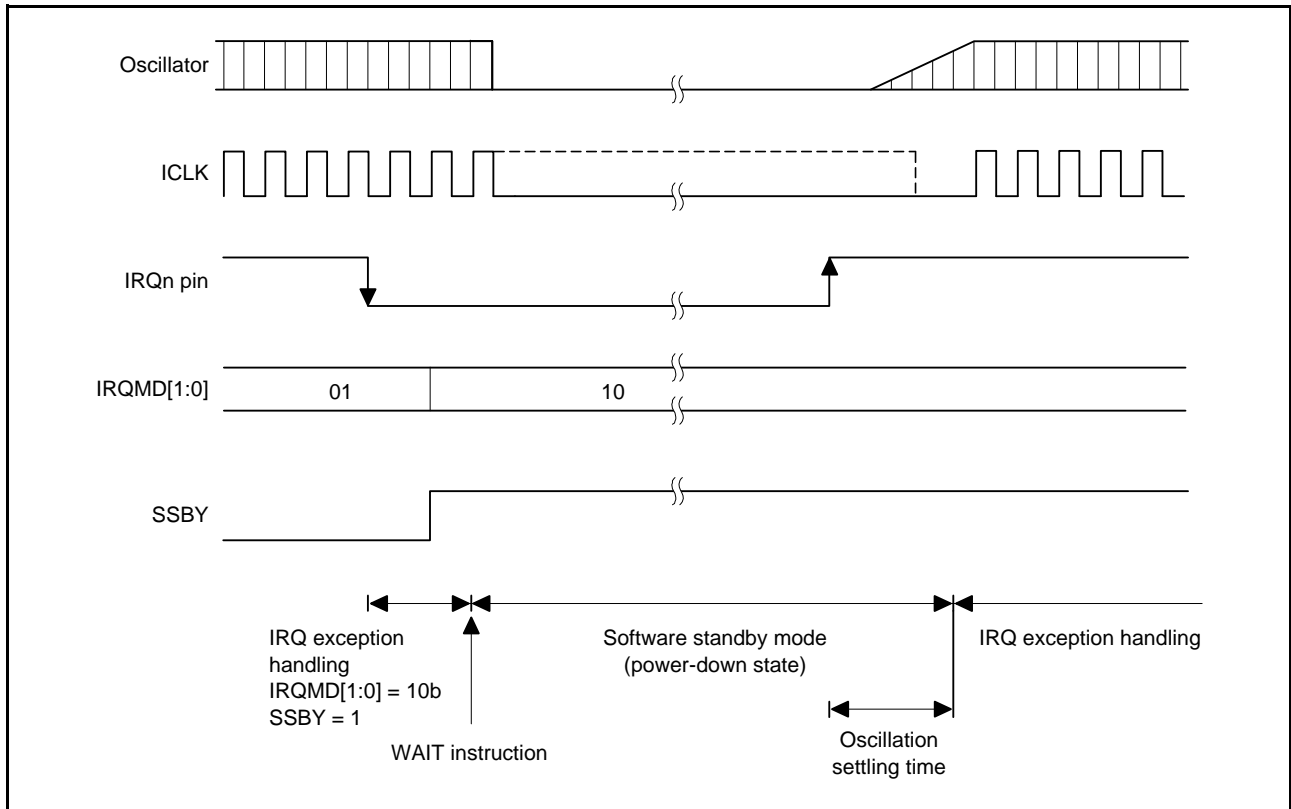 Oscillator
ICLK
IRQn pin
IRQMD[1:0]
01
10
SSBY
IRQ exception
handling
IRQMD[1:0] = 10b
SSBY = 1
WAIT instruction
Software standby mode
(power-down state)
Oscillation
settling time
IRQ exception handling